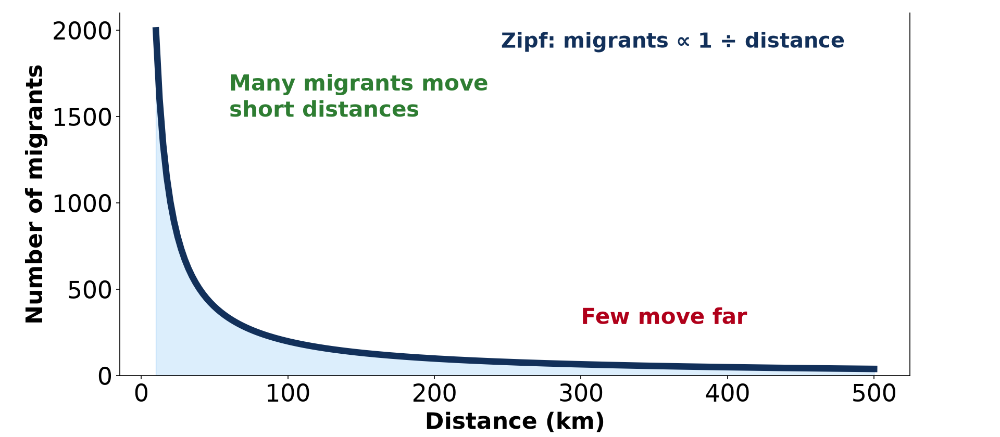 Zipf: migrants ∝ 1 ÷ distance
Many migrants move
short distances
Few move far
Number of migrants
2000
1500
1000
500
0
0 100 200 300 400 500
Distance (km)